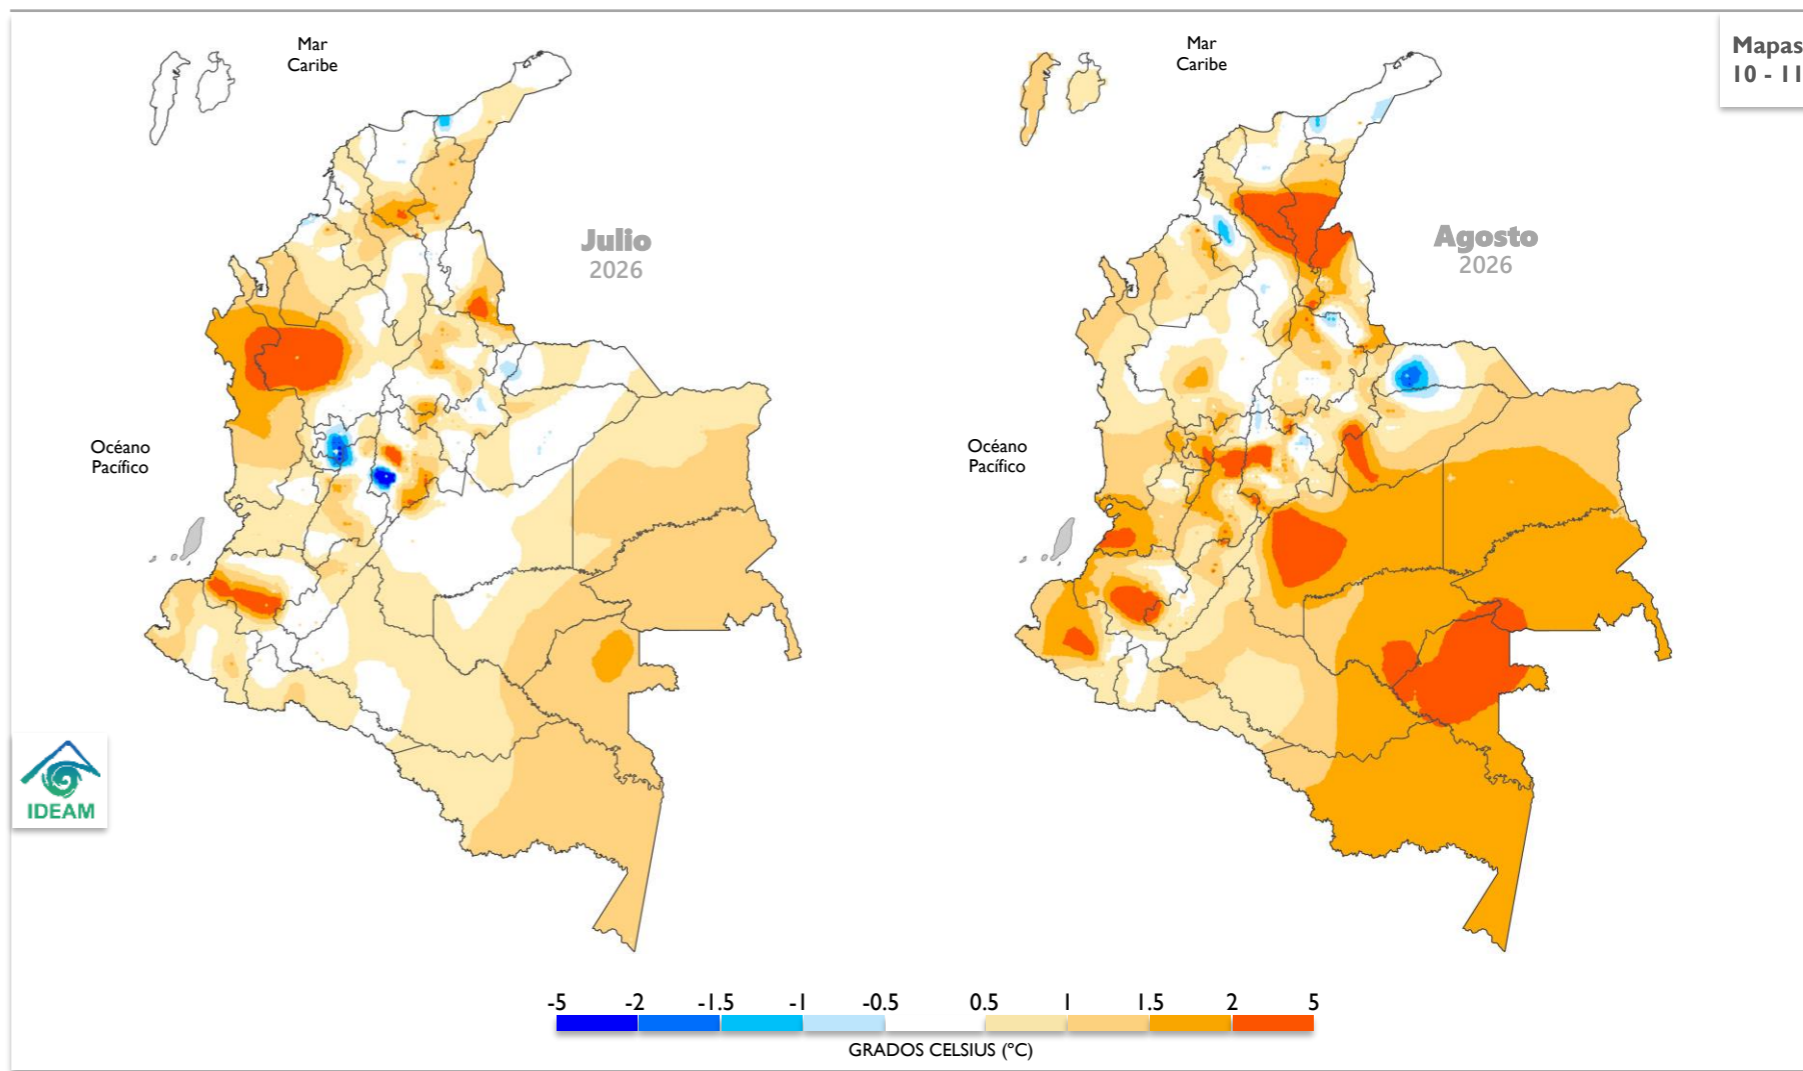 Mar
Caribe
Mar
Caribe
Mapas
10 - 11
Julio
2026
Agosto
2026
Océano
Pacífico
Océano
Pacífico
IDEAM
-5 -2 -1.5 -1 -0.5 0.5 1 1.5 2 5
GRADOS CELSIUS (°C)